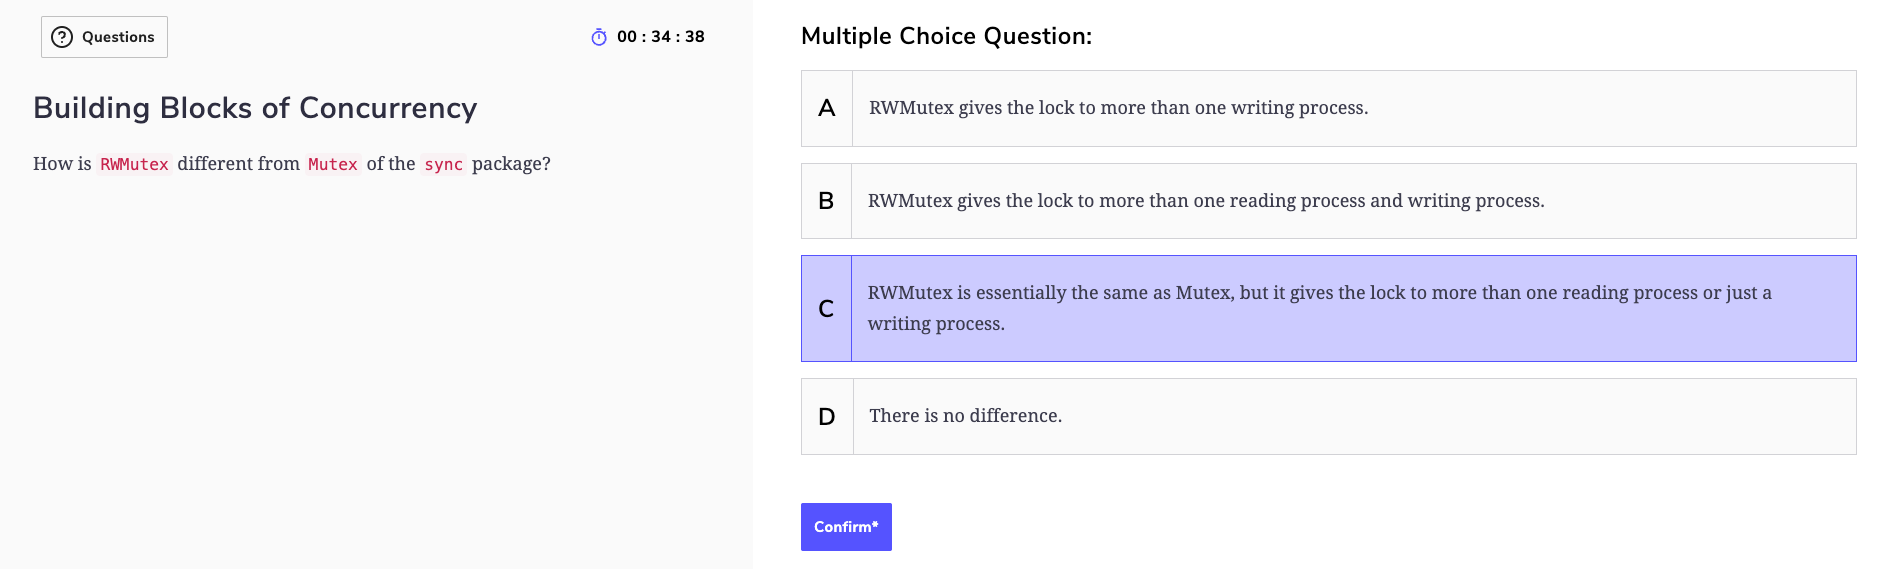 Questions
00 : 34 : 38
Building Blocks of Concurrency
How is RWMutex different from Mutex of the sync package?
Multiple Choice Question:
A
RWMutex gives the lock to more than one writing process.
B
RWMutex gives the lock to more than one reading process and writing process.
C
RWMutex is essentially the same as Mutex, but it gives the lock to more than one reading process or just a
writing process.
D
There is no difference.
Confirm*